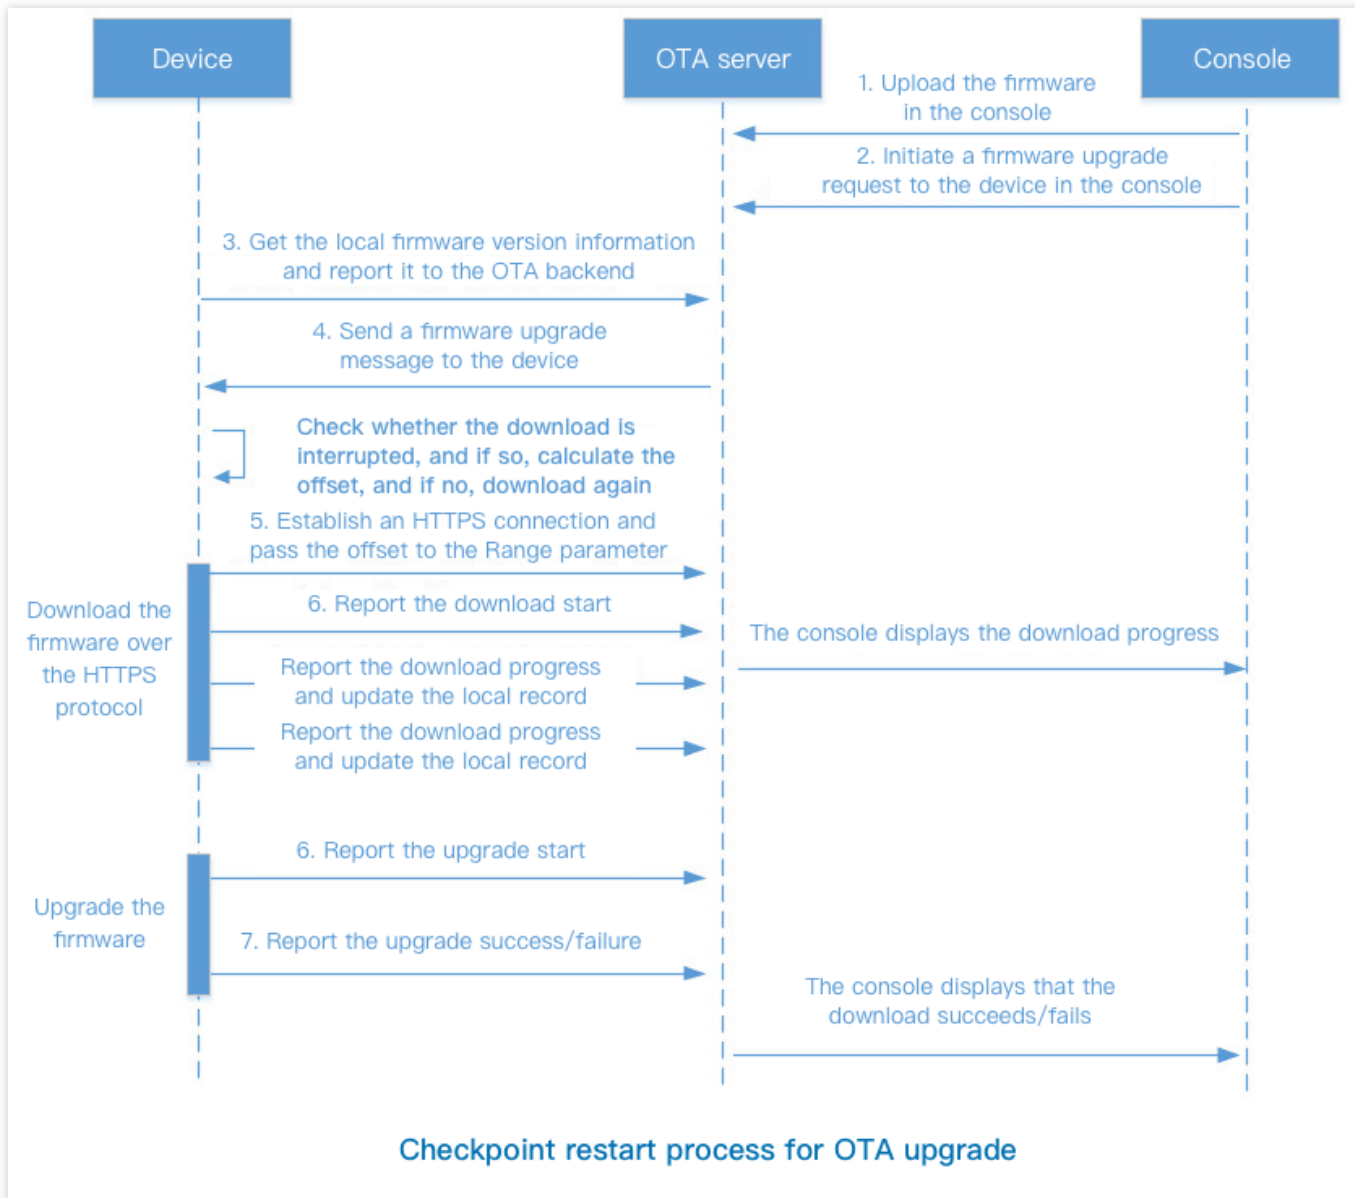 Device
OTA server
Console
1. Upload the firmware
in the console
2. Initiate a firmware upgrade
request to the device in the console
3. Get the local firmware version information
and report it to the OTA backend
4. Send a firmware upgrade
message to the device
Check whether the download is
interrupted, and if so, calculate the
offset, and if no, download again
5. Establish an HTTPS connection and
pass the offset to the Range parameter
Download the
firmware over
the HTTPS
protocol
6. Report the download start
The console displays the download progress
Report the download progress
and update the local record
Report the download progress
and update the local record
6. Report the upgrade start
Upgrade the
firmware
7. Report the upgrade success/failure
The console displays that the
download succeeds/fails
Checkpoint restart process for OTA upgrade